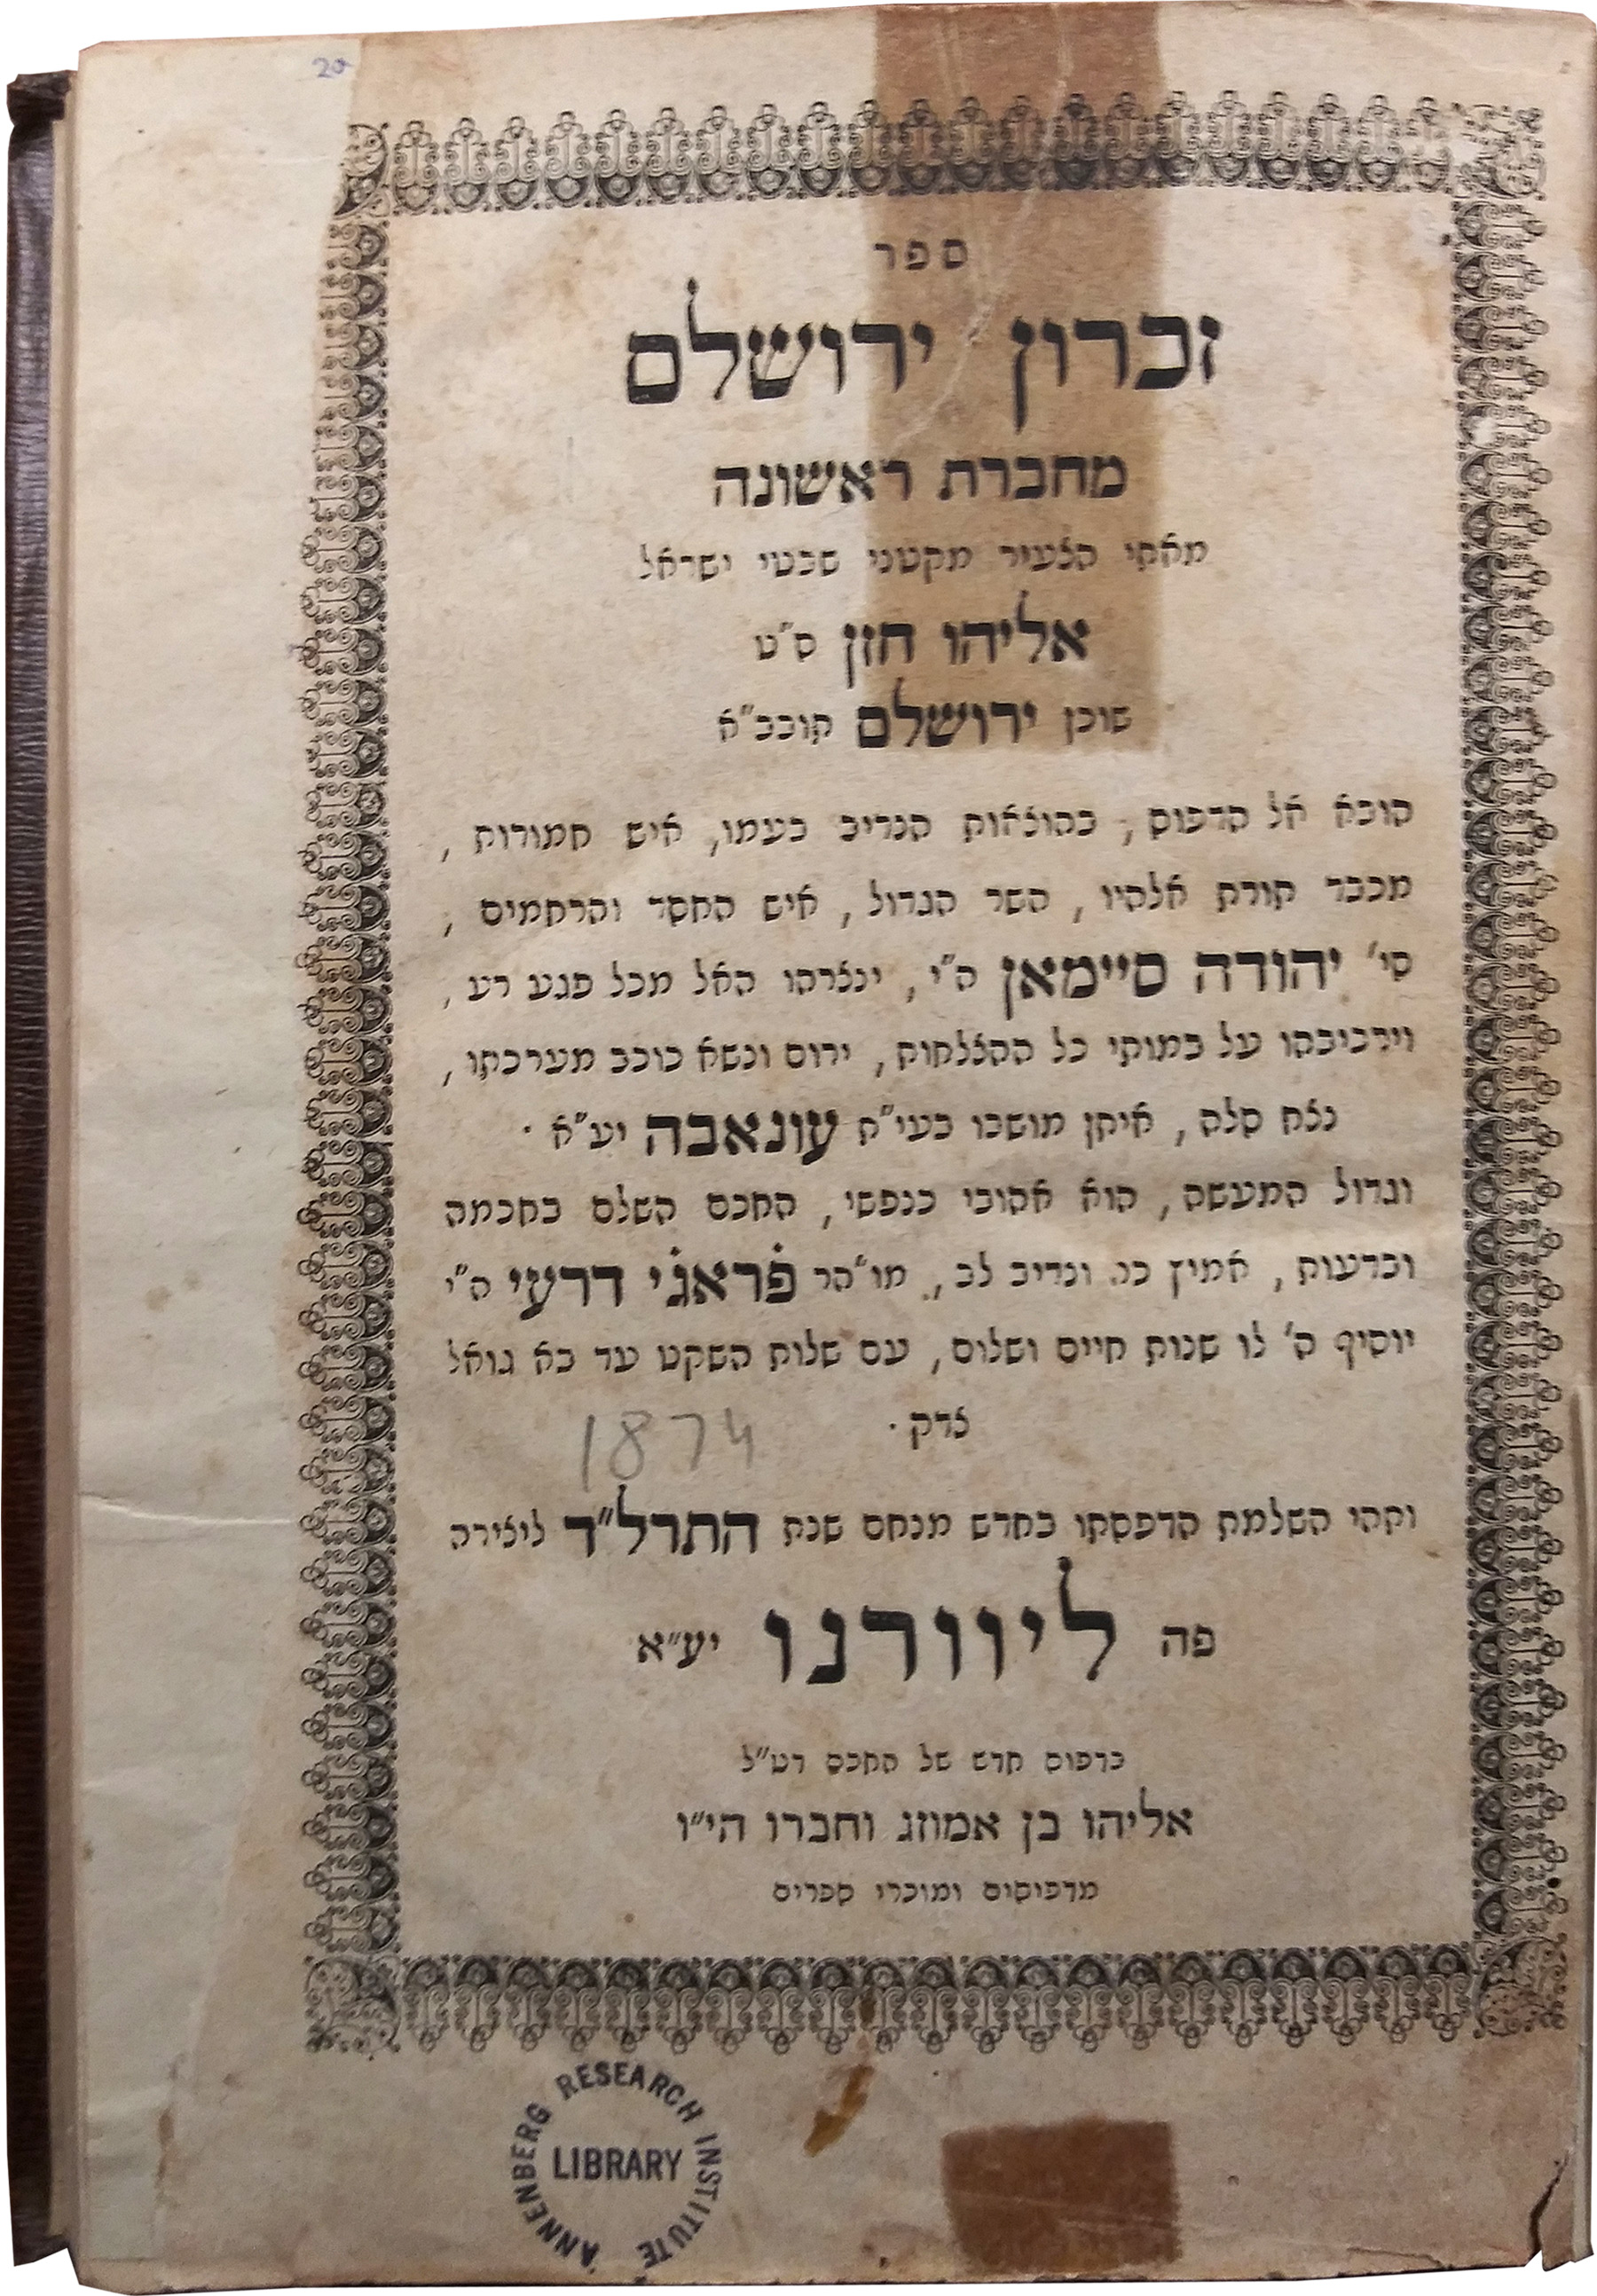 20
ספר
זכרון ירושלם
מחברת ראשונה
מאתי הצעיר מקטני שבטי ישראל
אליהו חזן ס״ט
שוכן ירושלם תובב״א
הובא אל הדפוס, בהוצאות הנדיב בעמו, איש חמודות,
מכבד תורת אלהיו, השר הגדול, איש החסד והרחמים,
סי׳ יהודה סיימאן ה״י, ינצרהו האל מכל פגע רע,
וירכיבהו על במותי כל ההצלחות, ירום ונשא כוכב מערכתו,
נצח סלה, איתן מושבו בעי״ת עונאבה יע״א.
וגדול המעשה, הוא אהובי כנפשי, החכם השלם בחכמה
ובדעות, אמיץ כח ונדיב לב, מו״הר פ׳ראג׳י דרעי ה״י
יוסיף ה׳ לו שנות חיים ושלום, עם שלות השקט עד בא גואל
צדק.
1874
ותהי השלמת הדפסתו בחדש מנחם שנת התרל״ד ליצירה
פה ליוורנו יע״א
בדפוס חדש של החכם רט״ל
אליהו בן אמוזג וחברו הי״ו
מדפיסים ומוכרי ספרים
ANNENBERG RESEARCH INSTITUTE
LIBRARY